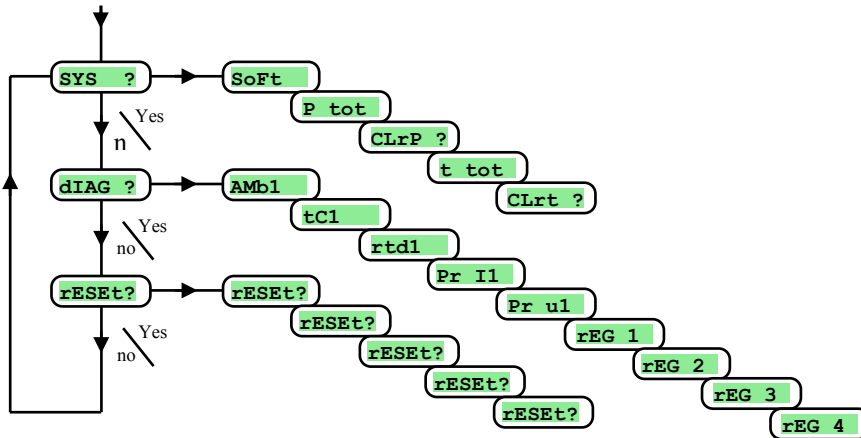 SYS ?
SoFt
P tot
CLrP ?
t tot
CLrt ?
Yes
n
dIAG ?
AMb1
tC1
rtd1
Pr I1
Pr u1
rEG 1
rEG 2
rEG 3
rEG 4
Yes
no
rESEt?
rESEt?
rESEt?
rESEt?
rESEt?
rESEt?
Yes
no